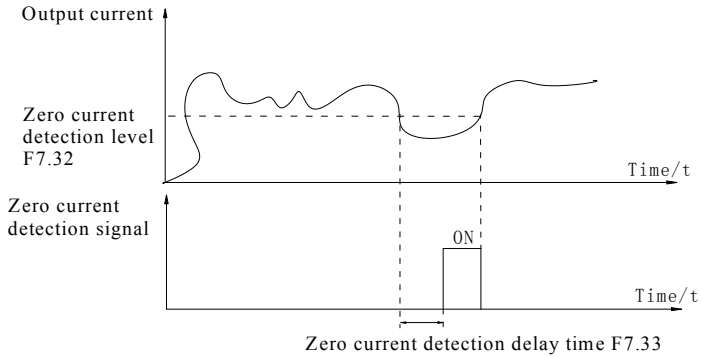 Output current
Zero current
detection level
F7.32
Time/t
Zero current
detection signal
ON
Time/t
Zero current detection delay time F7.33